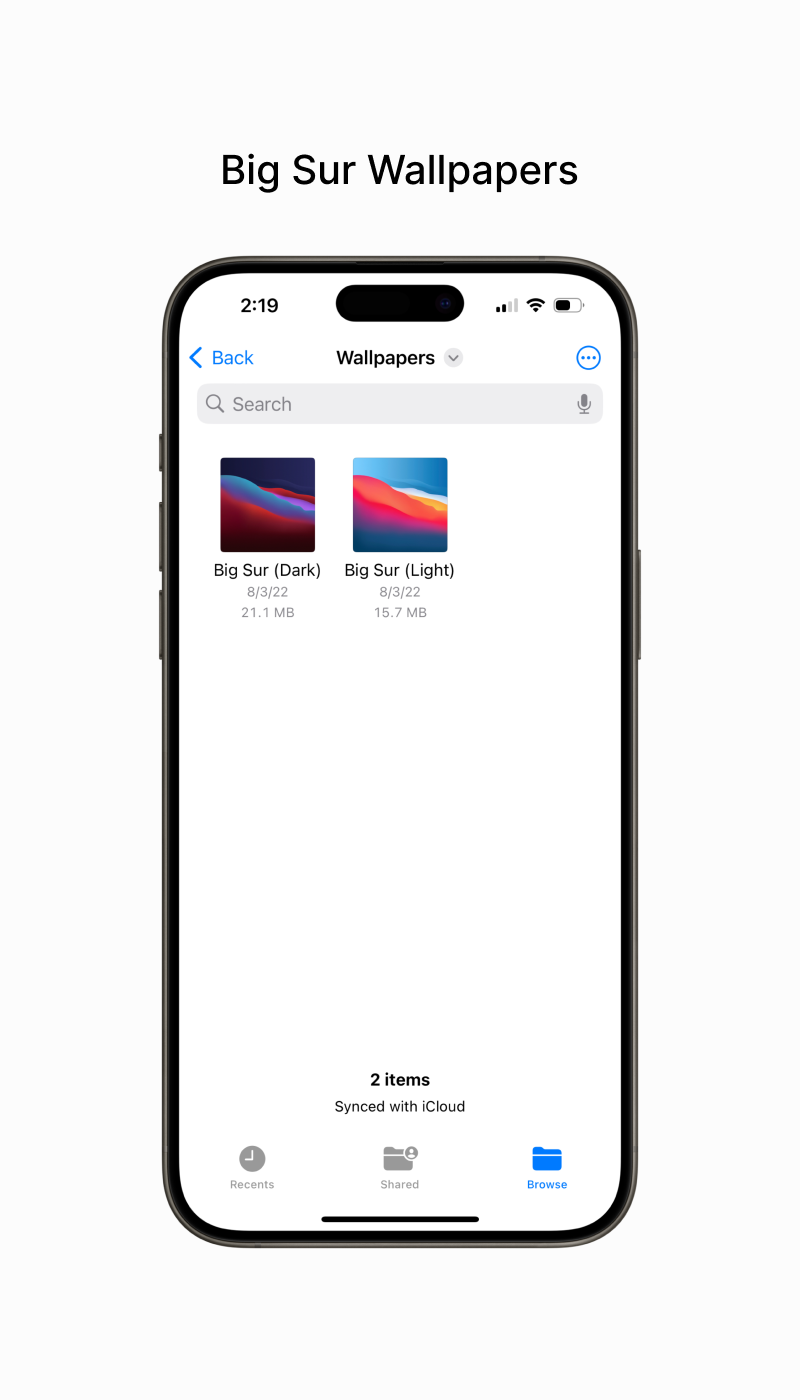 Big Sur Wallpapers
2:19
Back
Wallpapers
Search
Big Sur (Dark)
8/3/22
21.1 MB
Big Sur (Light)
8/3/22
15.7 MB
2 items
Synced with iCloud
Recents
Shared
Browse